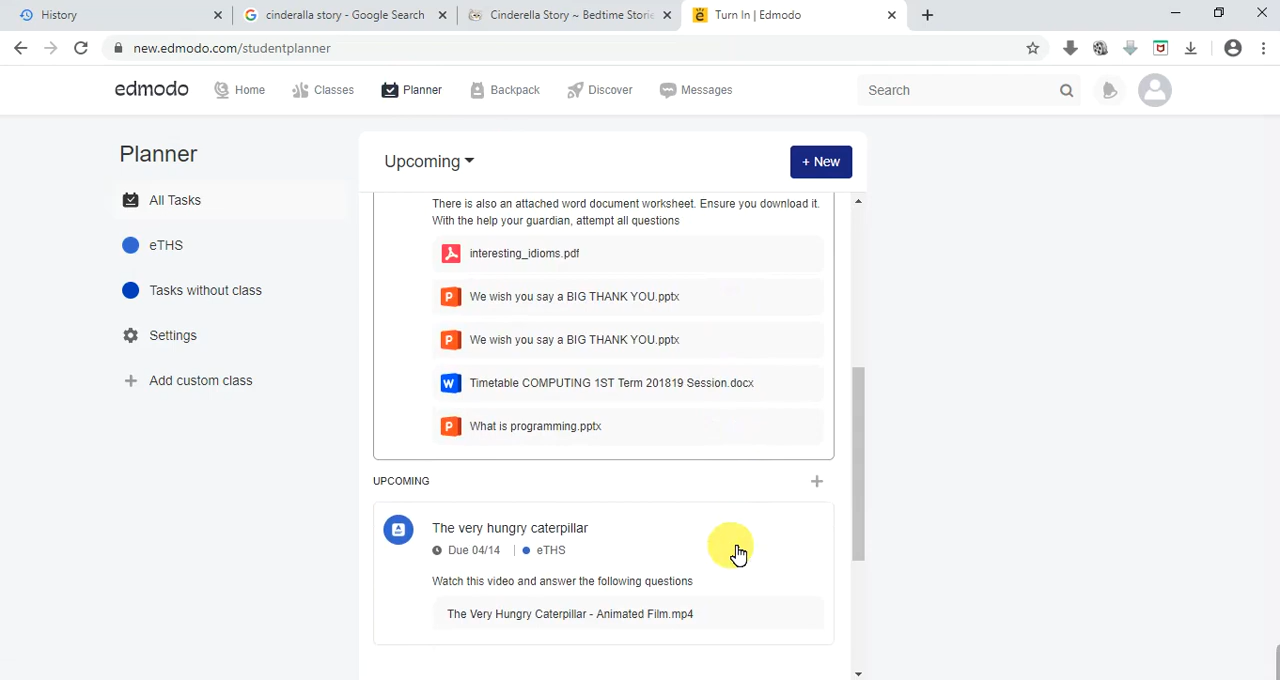 History
cinderalla story - Google Search
Cinderella Story ~ Bedtime Storie
Turn In | Edmodo
new.edmodo.com/studentplanner
edmodo
Home
Classes
Planner
Backpack
Discover
Messages
Search
Planner
All Tasks
eTHS
Tasks without class
Settings
Add custom class
Upcoming
+ New
There is also an attached word document worksheet. Ensure you download it.
With the help your guardian, attempt all questions
interesting_idioms.pdf
We wish you say a BIG THANK YOU.pptx
We wish you say a BIG THANK YOU.pptx
Timetable COMPUTING 1ST Term 201819 Session.docx
What is programming.pptx
UPCOMING
The very hungry caterpillar
Due 04/14 | eTHS
Watch this video and answer the following questions
The Very Hungry Caterpillar - Animated Film.mp4